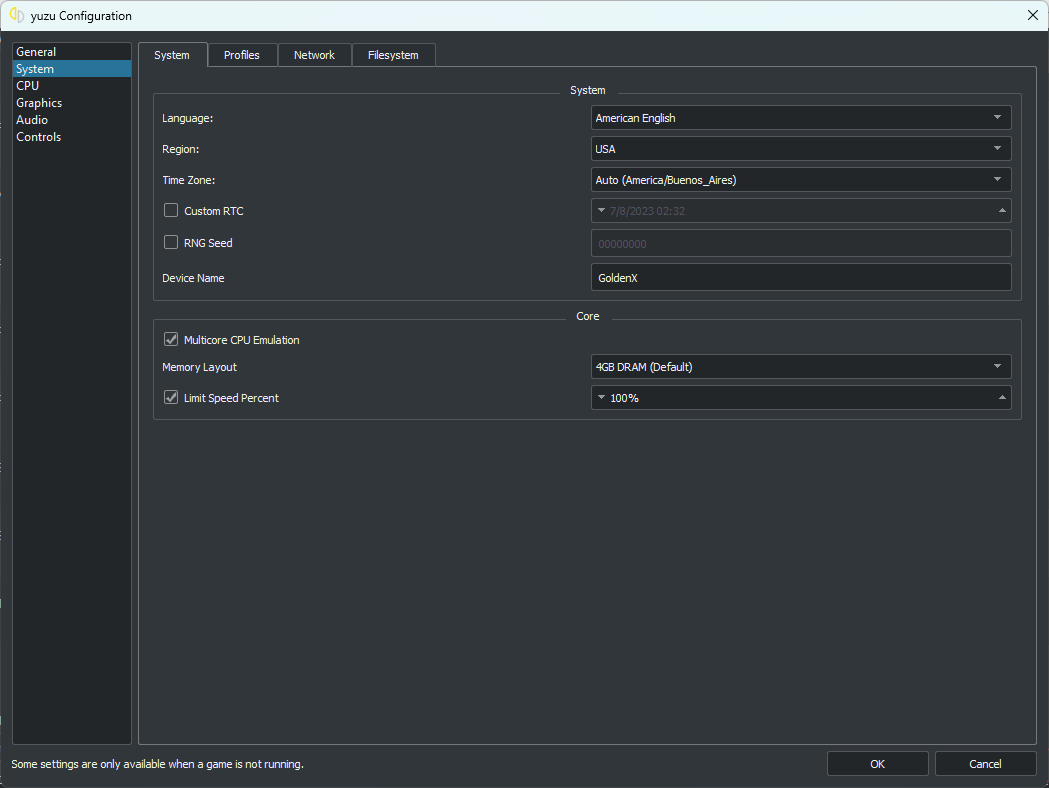 yuzu Configuration
General
System
CPU
Graphics
Audio
Controls
System Profiles Network Filesystem
System
Language: American English
Region: USA
Time Zone: Auto (America/Buenos_Aires)
Custom RTC 7/8/2023 02:32
RNG Seed 00000000
Device Name GoldenX
Core
Multicore CPU Emulation
Memory Layout 4GB DRAM (Default)
Limit Speed Percent 100%
Some settings are only available when a game is not running. OK Cancel